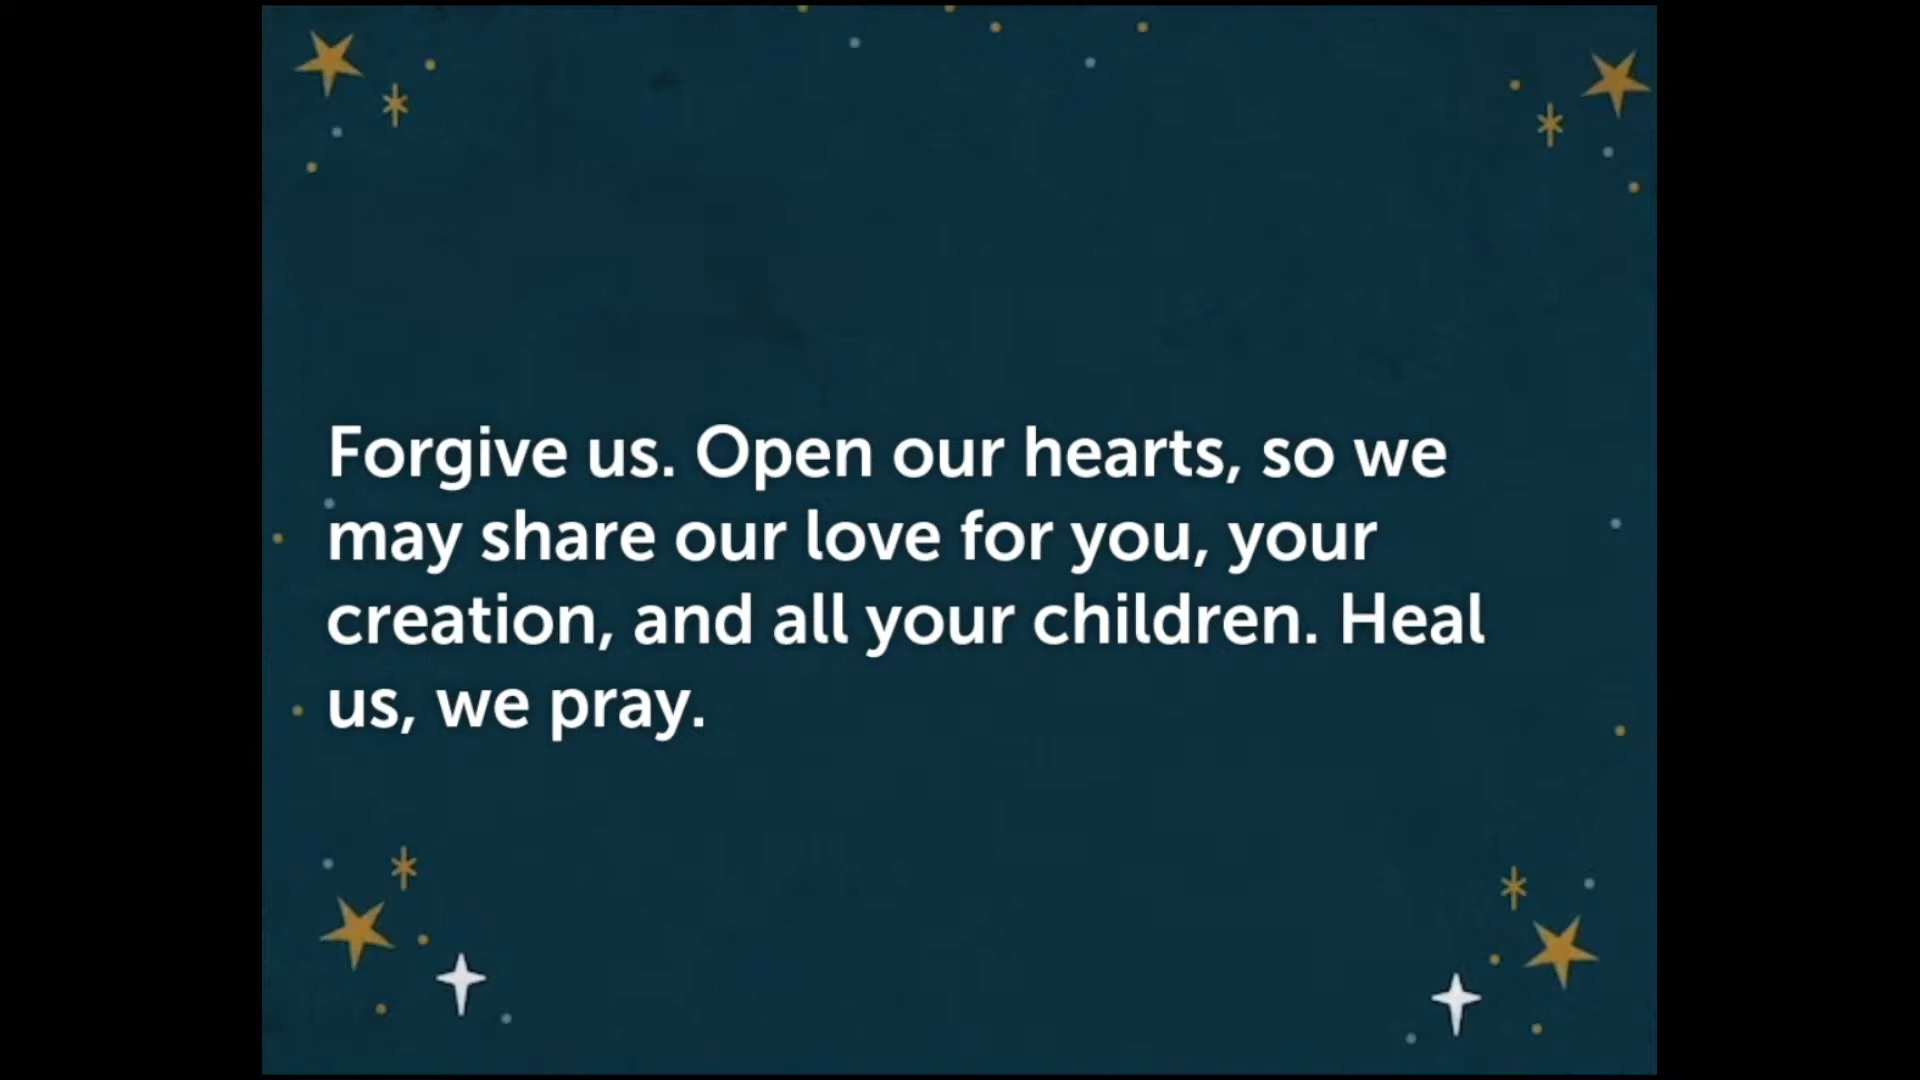 Forgive us. Open our hearts, so we
may share our love for you, your
creation, and all your children. Heal
us, we pray.